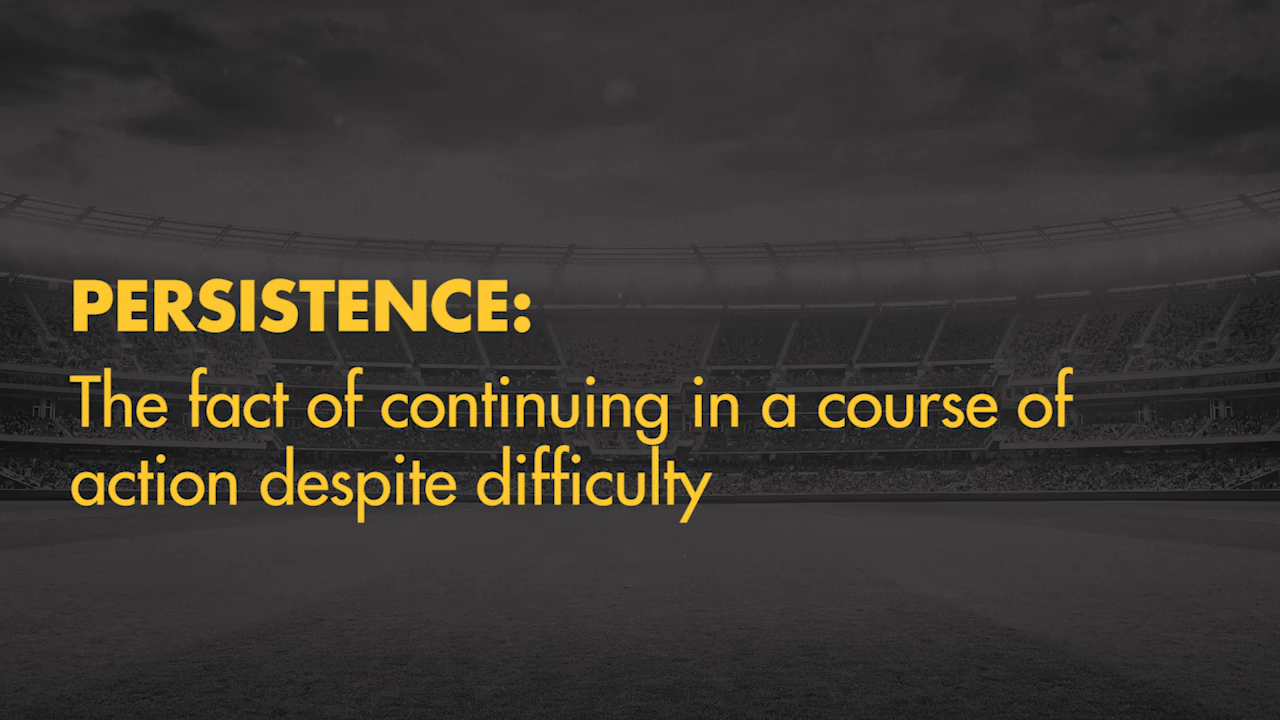 PERSISTENCE:
The fact of continuing in a course of
action despite difficulty